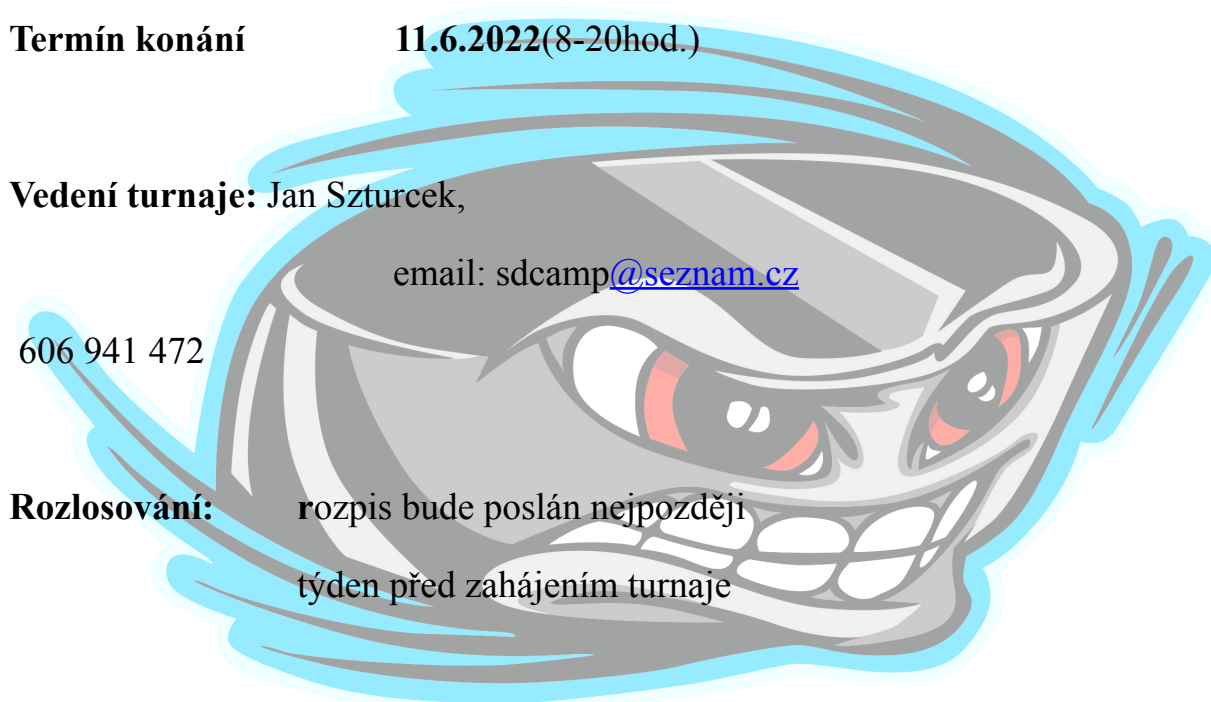 Termín konání 11.6.2022(8-20hod.)
Vedení turnaje: Jan Szturcek,
email: sdcamp@seznam.cz
606 941 472
Rozlosování: rozpis bude poslán nejpozději
týden před zahájením turnaje